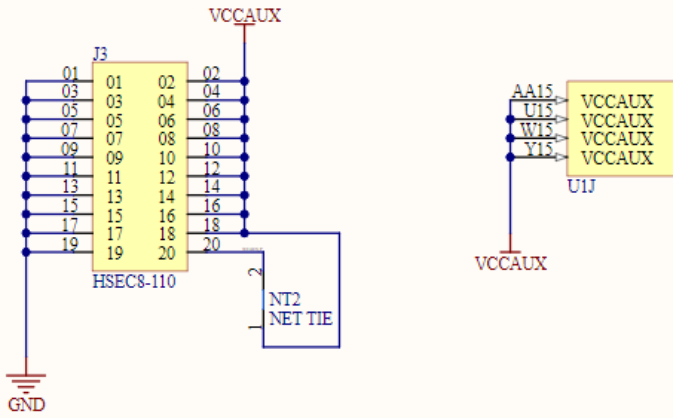 VCCAUX
J3
01 01 02 02
03 03 04 04
05 05 06 06
07 07 08 08
09 09 10 10
11 11 12 12
13 13 14 14
15 15 16 16
17 17 18 18
19 19 20 20
HSEC8-110
2
NT2
NET TIE
1
GND
AA15 VCCAUX
U15 VCCAUX
W15 VCCAUX
Y15 VCCAUX
U1J
VCCAUX